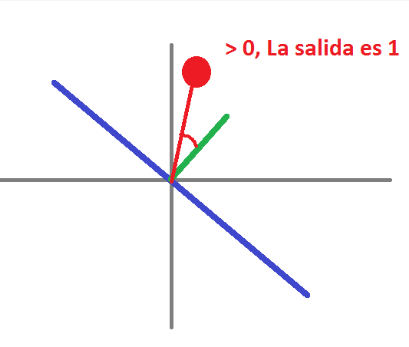 > 0, La salida es 1